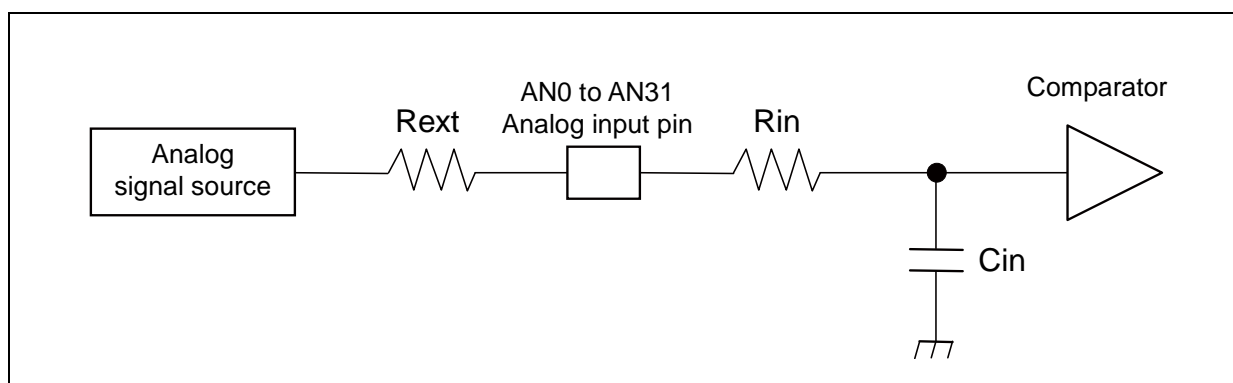 Comparator
AN0 to AN31
Analog input pin
Rext
Rin
Analog
signal source
Cin